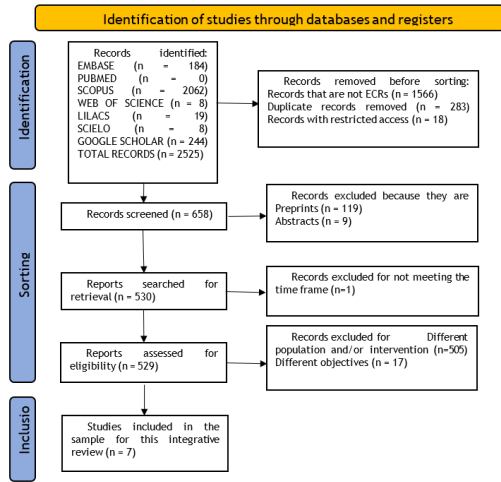 Identification of studies through databases and registers
Identification
Records identified:
EMBASE (n = 184)
PUBMED (n = 0)
SCOPUS (n = 2062)
WEB OF SCIENCE (n = 8)
LILACS (n = 19)
SCIELO (n = 8)
GOOGLE SCHOLAR (n = 244)
TOTAL RECORDS (n = 2525)
Records removed before sorting:
Records that are not ECRs (n = 1566)
Duplicate records removed (n = 283)
Records with restricted access (n = 18)
Sorting
Records screened (n = 658)
Records excluded because they are
Preprints (n = 119)
Abstracts (n = 9)
Reports searched for
retrieval (n = 530)
Records excluded for not meeting the
time frame (n=1)
Reports assessed for
eligibility (n = 529)
Records excluded for Different
population and/or intervention (n=505)
Different objectives (n = 17)
Inclusio
Studies included in the
sample for this integrative
review (n = 7)